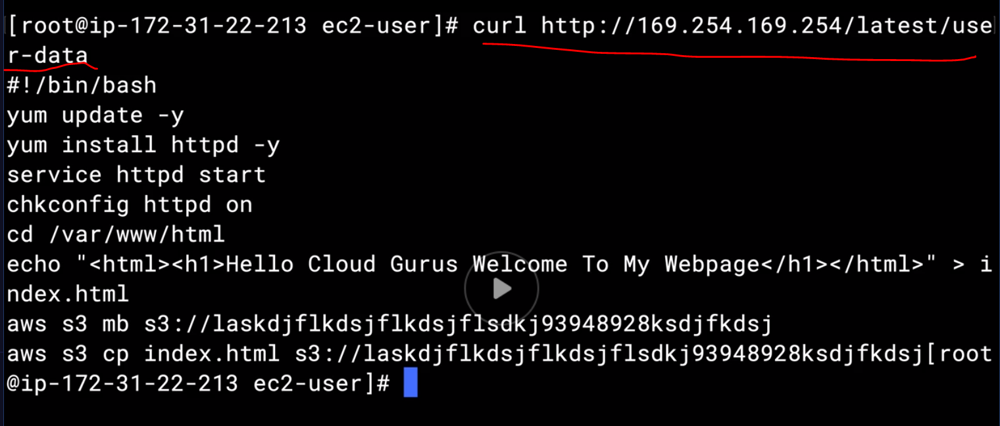 [root@ip-172-31-22-213 ec2-user]# curl http://169.254.169.254/latest/use
r-data
#!/bin/bash
yum update -y
yum install httpd -y
service httpd start
chkconfig httpd on
cd /var/www/html
echo "<html><h1>Hello Cloud Gurus Welcome To My Webpage</h1></html>" > i
ndex.html
aws s3 mb s3://laskdjflkdsjflkdsjflsdkj93948928ksdjfkdsj
aws s3 cp index.html s3://laskdjflkdsjflkdsjflsdkj93948928ksdjfkdsj[root
@ip-172-31-22-213 ec2-user]#